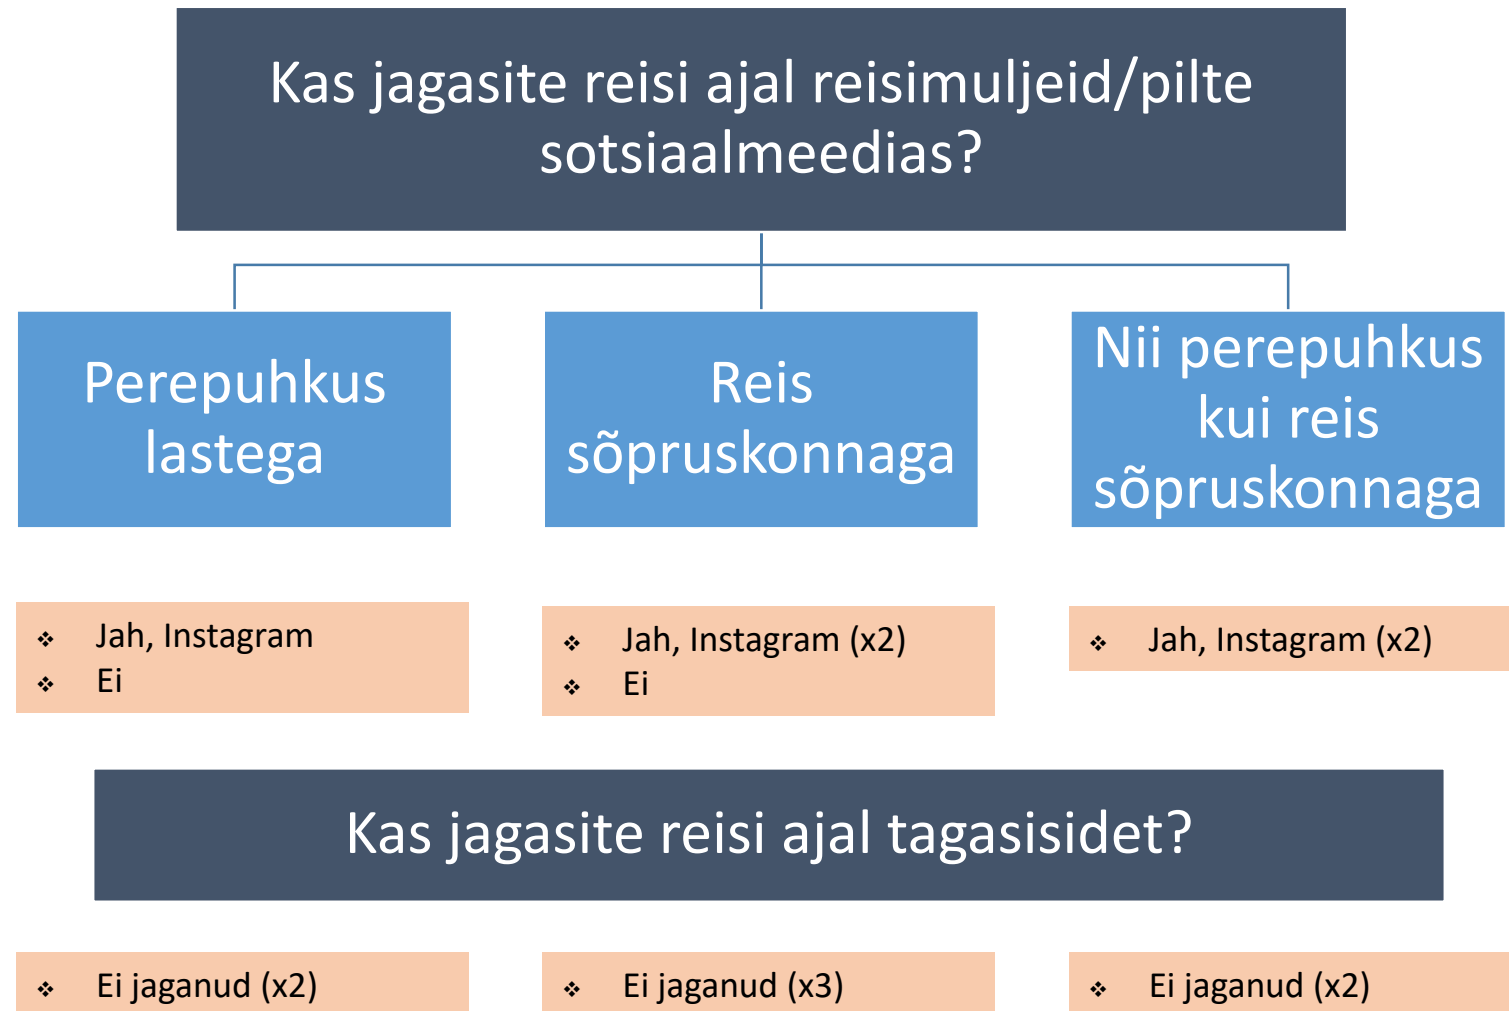 Kas jagasite reisi ajal reisimuljeid/pilte
sotsiaalmeedias?
Perepuhkus
lastega
Reis
sõpruskonnaga
Nii perepuhkus
kui reis
sõpruskonnaga
❖ Jah, Instagram
❖ Ei
❖ Jah, Instagram (x2)
❖ Ei
❖ Jah, Instagram (x2)
Kas jagasite reisi ajal tagasisidet?
❖ Ei jaganud (x2)
❖ Ei jaganud (x3)
❖ Ei jaganud (x2)